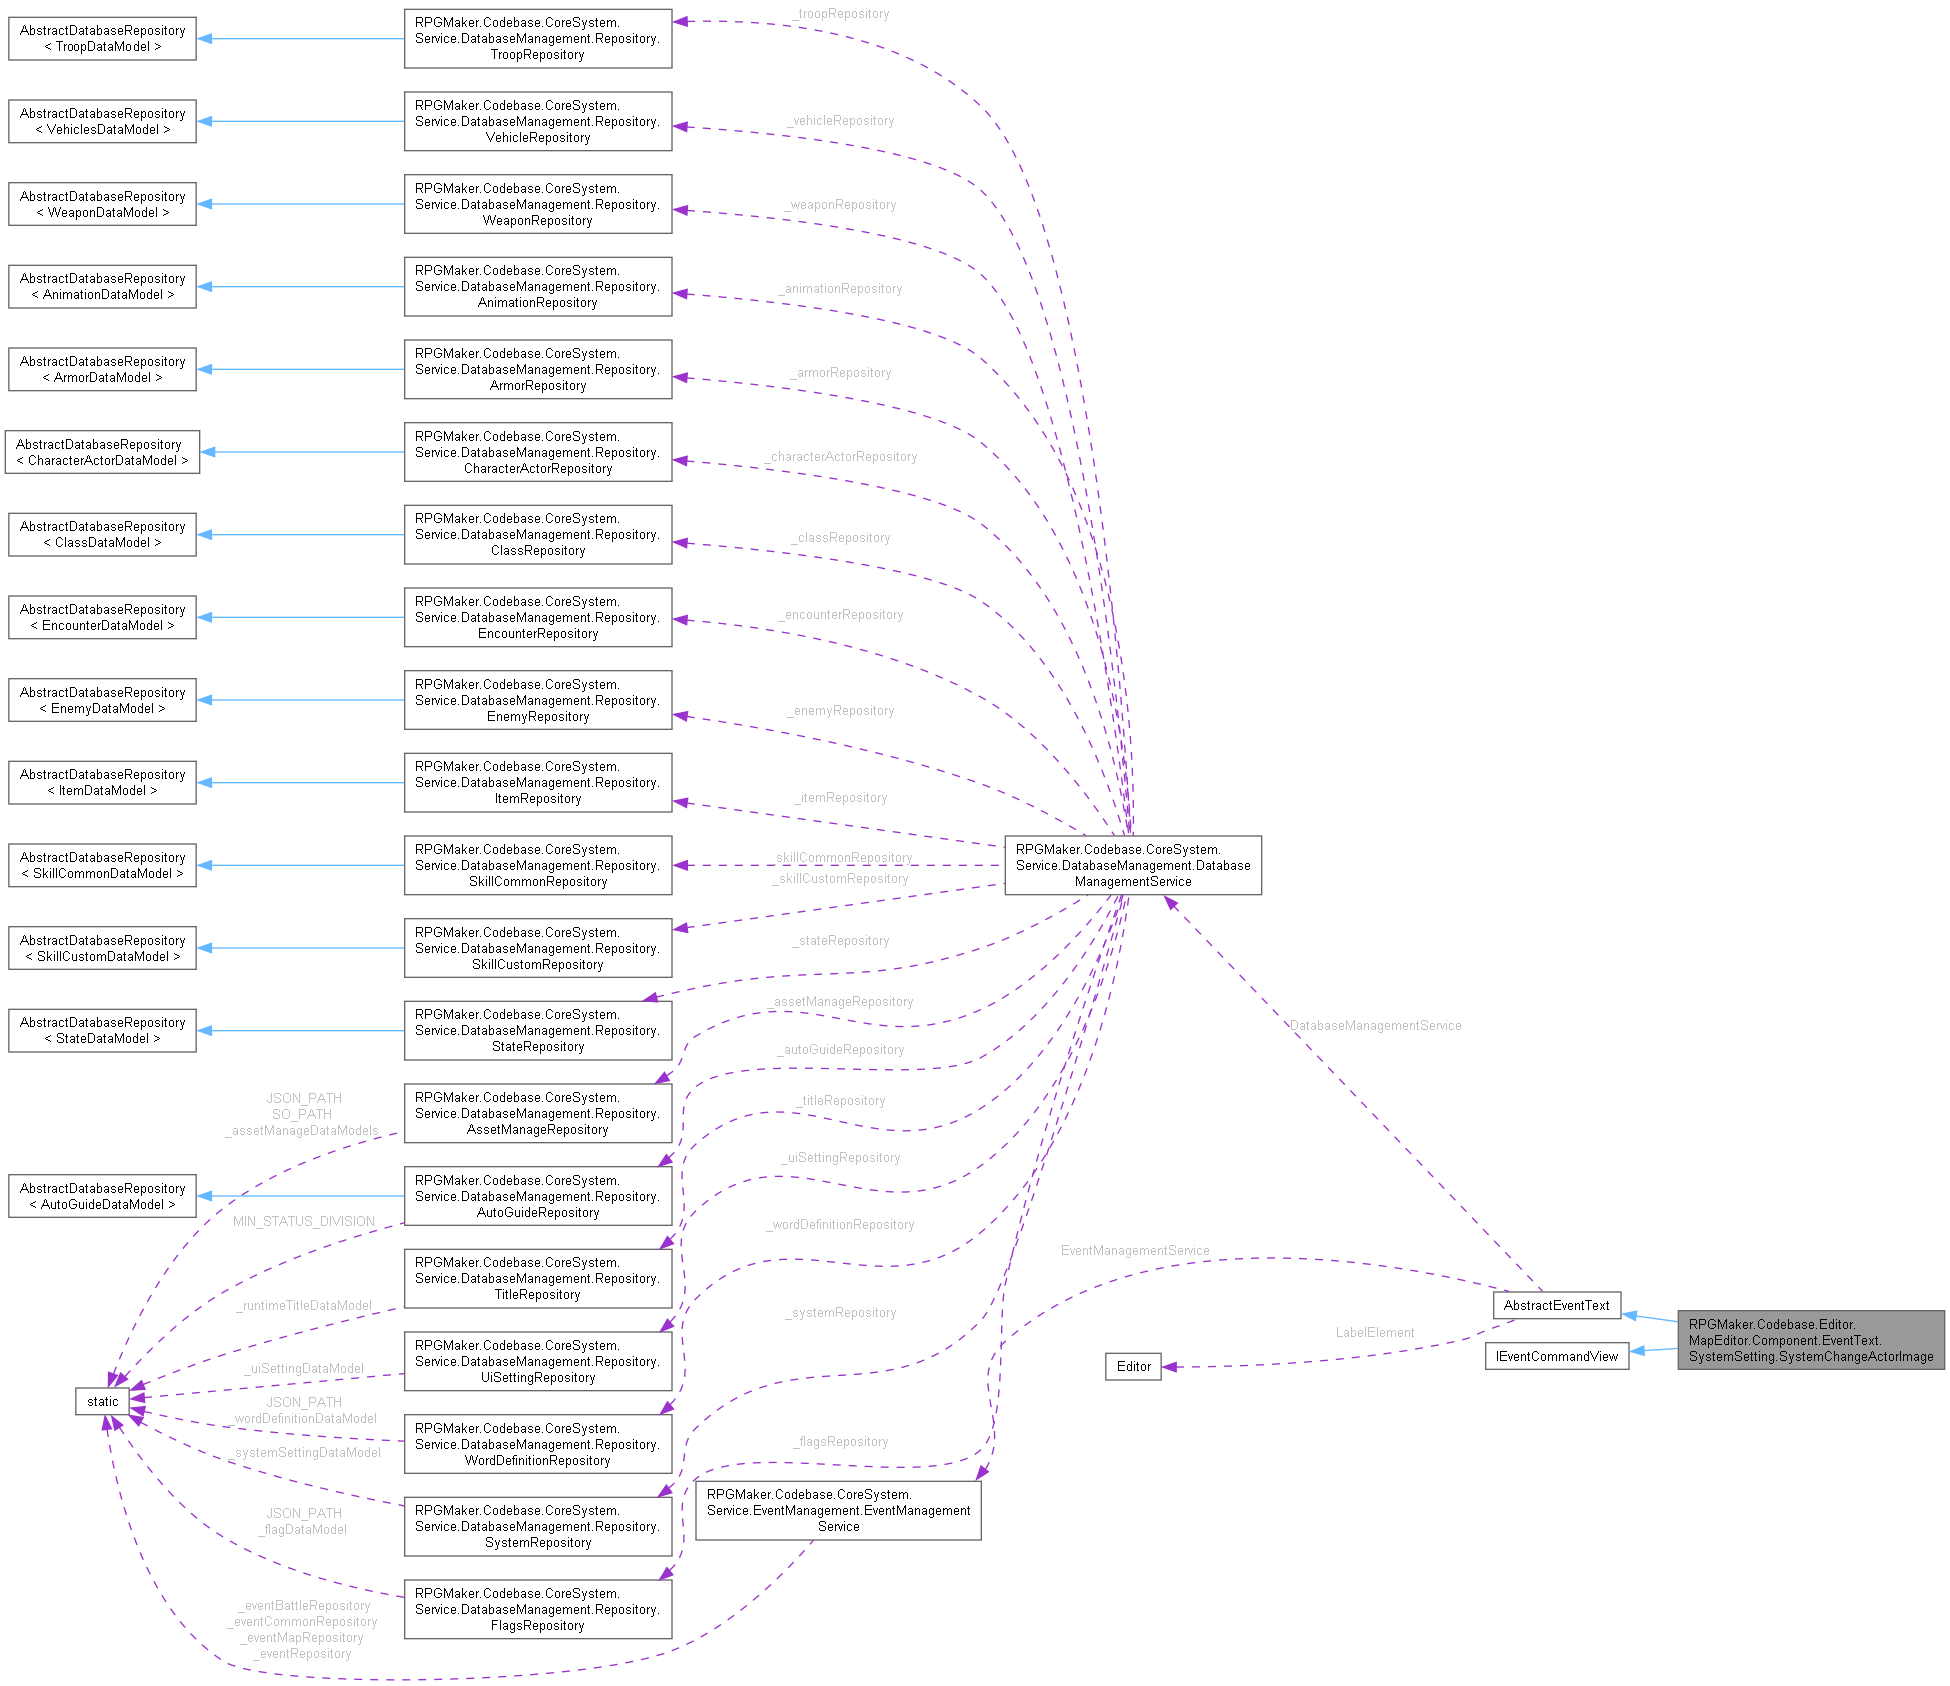 AbstractDatabaseRepository
< TroopDataModel >
RPGMaker.Codebase.CoreSystem.
Service.DatabaseManagement.Repository.
TroopRepository
_troopRepository
AbstractDatabaseRepository
< VehiclesDataModel >
RPGMaker.Codebase.CoreSystem.
Service.DatabaseManagement.Repository.
VehicleRepository
_vehicleRepository
AbstractDatabaseRepository
< WeaponDataModel >
RPGMaker.Codebase.CoreSystem.
Service.DatabaseManagement.Repository.
WeaponRepository
_weaponRepository
AbstractDatabaseRepository
< AnimationDataModel >
RPGMaker.Codebase.CoreSystem.
Service.DatabaseManagement.Repository.
AnimationRepository
_animationRepository
AbstractDatabaseRepository
< ArmorDataModel >
RPGMaker.Codebase.CoreSystem.
Service.DatabaseManagement.Repository.
ArmorRepository
_armorRepository
AbstractDatabaseRepository
< CharacterActorDataModel >
RPGMaker.Codebase.CoreSystem.
Service.DatabaseManagement.Repository.
CharacterActorRepository
_characterActorRepository
AbstractDatabaseRepository
< ClassDataModel >
RPGMaker.Codebase.CoreSystem.
Service.DatabaseManagement.Repository.
ClassRepository
_classRepository
AbstractDatabaseRepository
< EncounterDataModel >
RPGMaker.Codebase.CoreSystem.
Service.DatabaseManagement.Repository.
EncounterRepository
_encounterRepository
AbstractDatabaseRepository
< EnemyDataModel >
RPGMaker.Codebase.CoreSystem.
Service.DatabaseManagement.Repository.
EnemyRepository
_enemyRepository
AbstractDatabaseRepository
< ItemDataModel >
RPGMaker.Codebase.CoreSystem.
Service.DatabaseManagement.Repository.
ItemRepository
_itemRepository
AbstractDatabaseRepository
< SkillCommonDataModel >
RPGMaker.Codebase.CoreSystem.
Service.DatabaseManagement.Repository.
SkillCommonRepository
_skillCommonRepository
_skillCustomRepository
RPGMaker.Codebase.CoreSystem.
Service.DatabaseManagement.Database
ManagementService
AbstractDatabaseRepository
< SkillCustomDataModel >
RPGMaker.Codebase.CoreSystem.
Service.DatabaseManagement.Repository.
SkillCustomRepository
_stateRepository
AbstractDatabaseRepository
< StateDataModel >
RPGMaker.Codebase.CoreSystem.
Service.DatabaseManagement.Repository.
StateRepository
_assetManageRepository
DatabaseManagementService
JSON_PATH
SO_PATH
_assetManageDataModels
RPGMaker.Codebase.CoreSystem.
Service.DatabaseManagement.Repository.
AssetManageRepository
_autoGuideRepository
_titleRepository
AbstractDatabaseRepository
< AutoGuideDataModel >
RPGMaker.Codebase.CoreSystem.
Service.DatabaseManagement.Repository.
AutoGuideRepository
_uiSettingRepository
MIN_STATUS_DIVISION
_wordDefinitionRepository
RPGMaker.Codebase.CoreSystem.
Service.DatabaseManagement.Repository.
TitleRepository
EventManagementService
_runtimeTitleDataModel
_systemRepository
AbstractEventText
RPGMaker.Codebase.Editor.
MapEditor.Component.EventText.
SystemSetting.SystemChangeActorImage
LabelElement
IEventCommandView
Editor
RPGMaker.Codebase.CoreSystem.
Service.DatabaseManagement.Repository.
UiSettingRepository
_uiSettingDataModel
static
JSON_PATH
_wordDefinitionDataModel
RPGMaker.Codebase.CoreSystem.
Service.DatabaseManagement.Repository.
WordDefinitionRepository
_flagsRepository
_systemSettingDataModel
RPGMaker.Codebase.CoreSystem.
Service.DatabaseManagement.Repository.
SystemRepository
RPGMaker.Codebase.CoreSystem.
Service.EventManagement.EventManagement
Service
JSON_PATH
_flagDataModel
RPGMaker.Codebase.CoreSystem.
Service.DatabaseManagement.Repository.
FlagsRepository
_eventBattleRepository
_eventCommonRepository
_eventMapRepository
_eventRepository